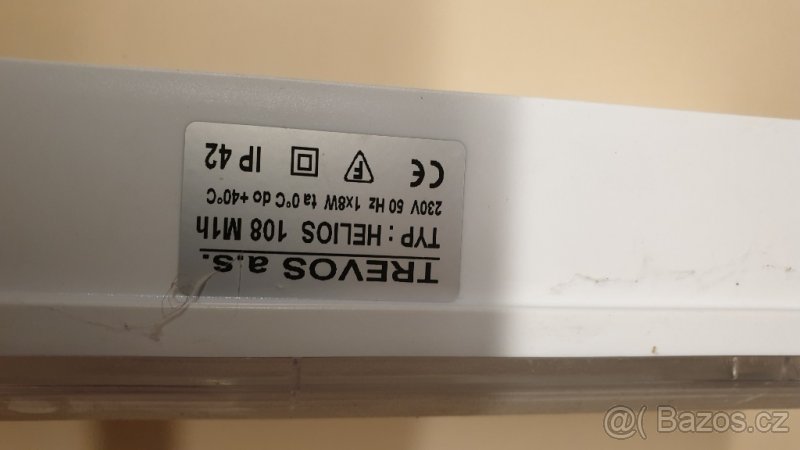 TREVOS a.s.
TYP : HELIOS 108 M1h
230V 50 Hz 1x8W ta 0°C do +40°C
CE F IP 42
@ Bazos.cz